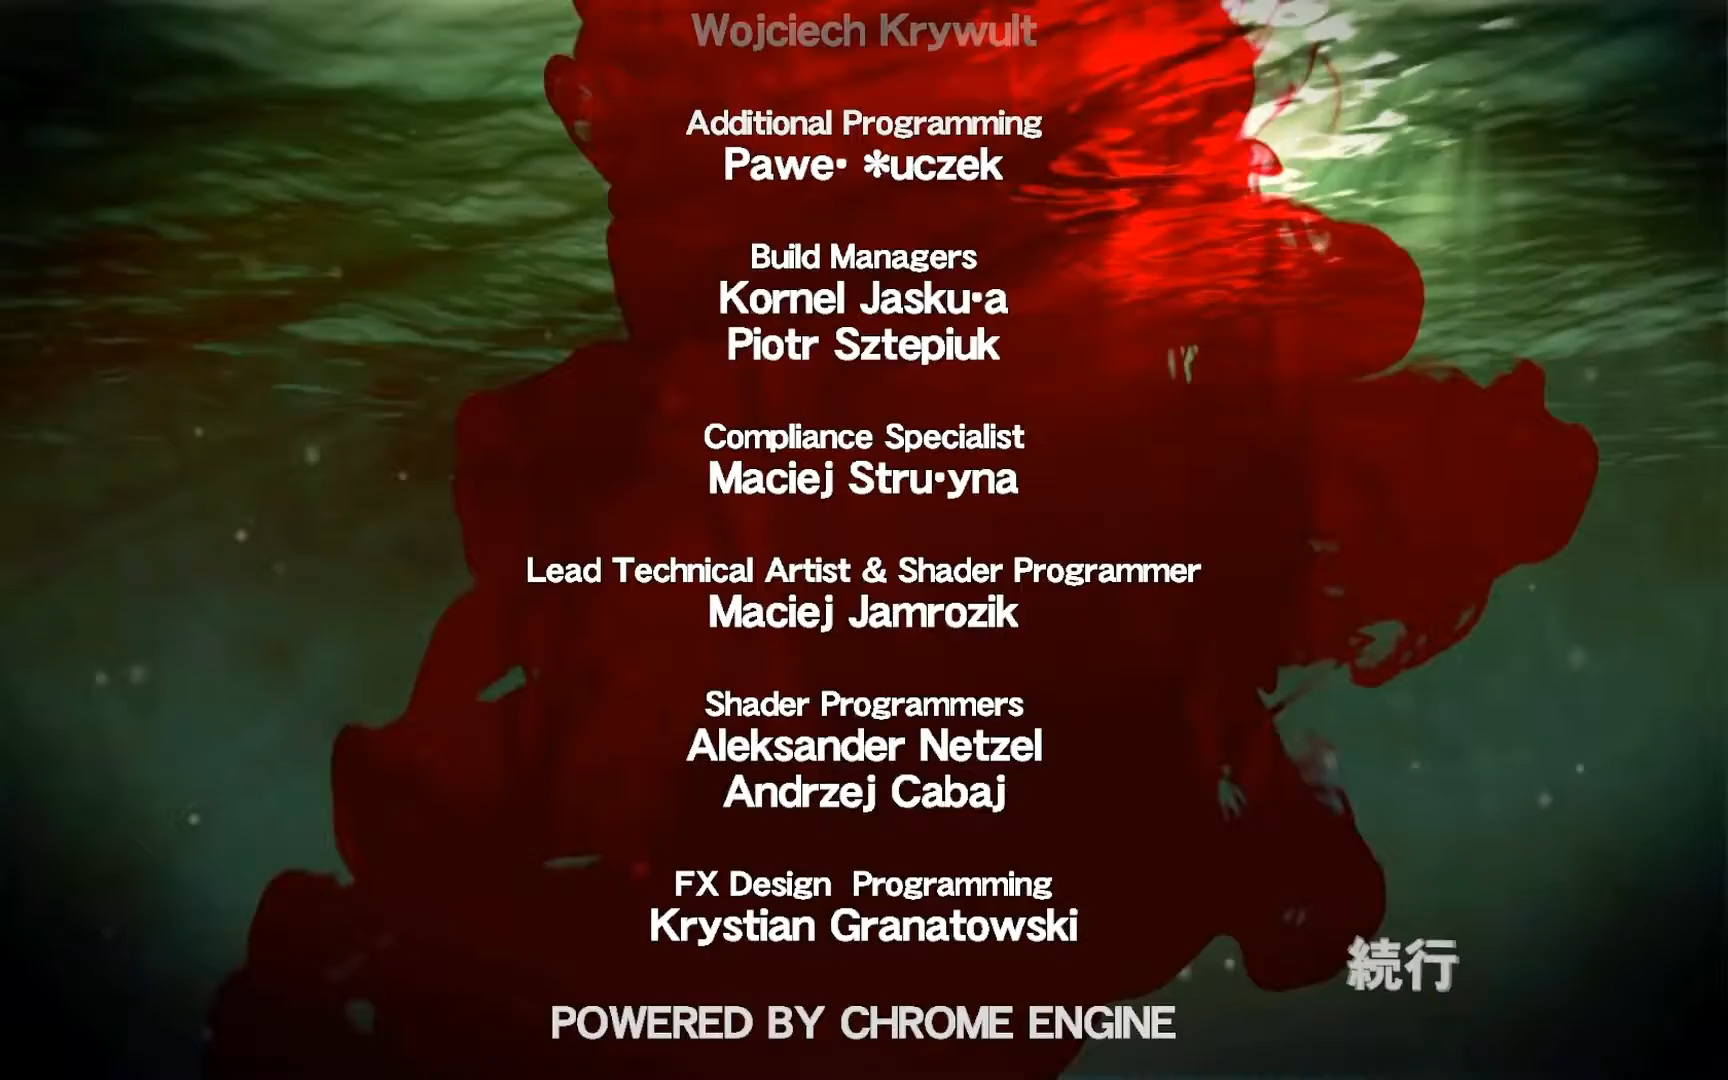 Wojciech Krywult
Additional Programming
Pawe• *uczek
Build Managers
Kornel Jasku•a
Piotr Sztepiuk
Compliance Specialist
Maciej Stru•yna
Lead Technical Artist & Shader Programmer
Maciej Jamrozik
Shader Programmers
Aleksander Netzel
Andrzej Cabaj
FX Design  Programming
Krystian Granatowski
続行
POWERED BY CHROME ENGINE